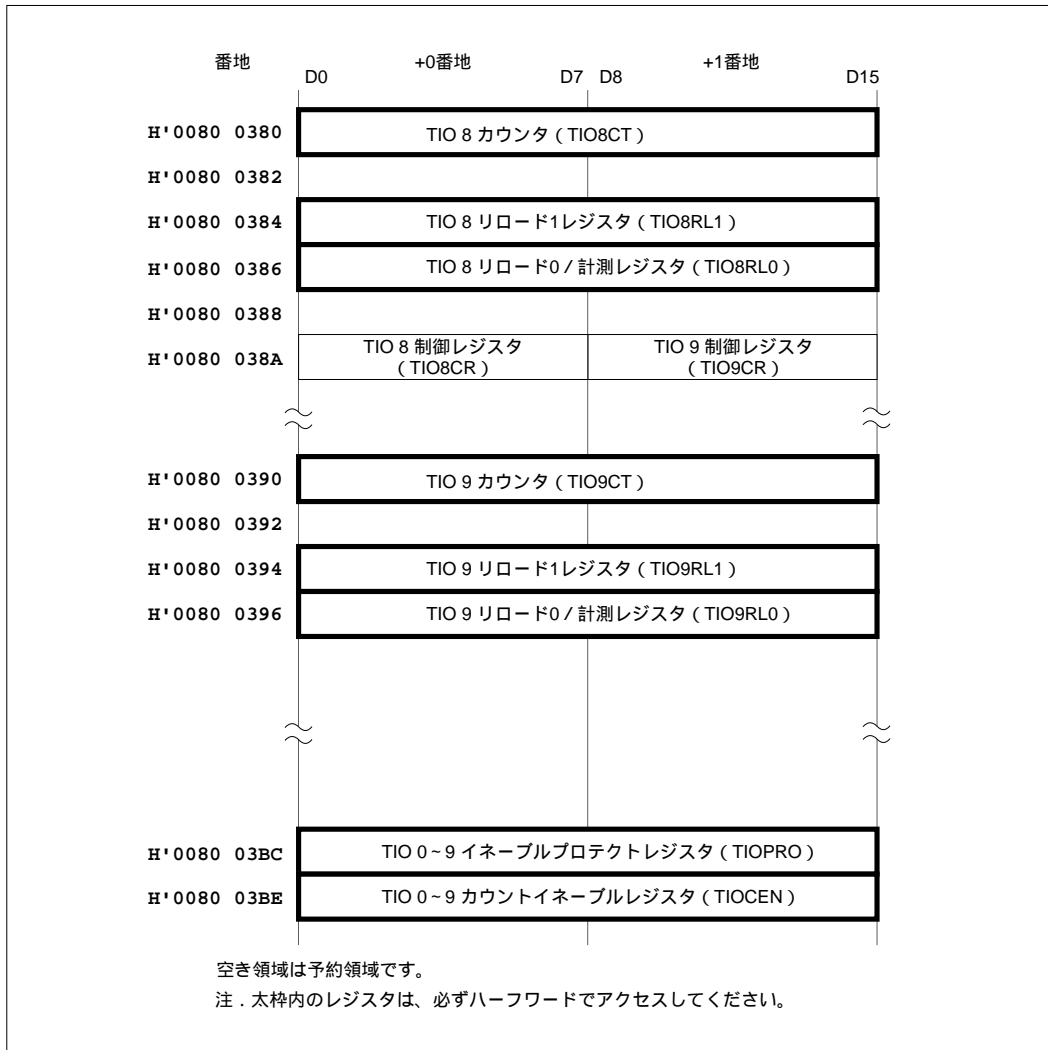 番地 +0番地 +1番地
D0 D7 D8 D15
H'0080 0380 TIO 8 カウンタ ( TIO8CT )
H'0080 0382
H'0080 0384 TIO 8 リロード1レジスタ ( TIO8RL1 )
H'0080 0386 TIO 8 リロード0 / 計測レジスタ ( TIO8RL0 )
H'0080 0388
H'0080 038A TIO 8 制御レジスタ TIO 9 制御レジスタ
( TIO8CR ) ( TIO9CR )
H'0080 0390 TIO 9 カウンタ ( TIO9CT )
H'0080 0392
H'0080 0394 TIO 9 リロード1レジスタ ( TIO9RL1 )
H'0080 0396 TIO 9 リロード0 / 計測レジスタ ( TIO9RL0 )
H'0080 03BC TIO 0~9 イネーブルプロテクトレジスタ ( TIOPRO )
H'0080 03BE TIO 0~9 カウントイネーブルレジスタ ( TIOCEN )
空き領域は予約領域です。
注 . 太枠内のレジスタは、必ずハーフワードでアクセスしてください。